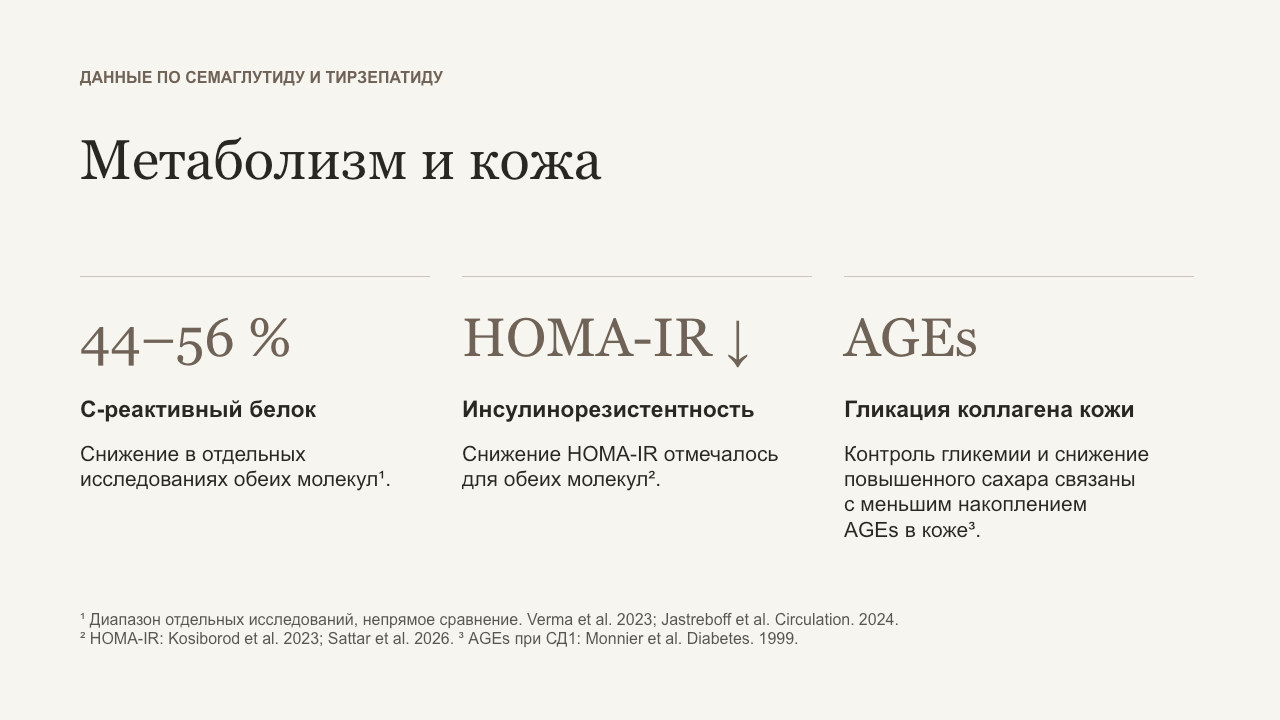 ДАННЫЕ ПО СЕМАГЛУТИДУ И ТИРЗЕПАТИДУ
Метаболизм и кожа
44–56 %
С-реактивный белок
Снижение в отдельных
исследованиях обеих молекул¹.
HOMA-IR ↓
Инсулинорезистентность
Снижение HOMA-IR отмечалось
для обеих молекул².
AGEs
Гликация коллагена кожи
Контроль гликемии и снижение
повышенного сахара связаны
с меньшим накоплением
AGEs в коже³.
¹ Диапазон отдельных исследований, непрямое сравнение. Verma et al. 2023; Jastreboff et al. Circulation. 2024.
² HOMA-IR: Kosiborod et al. 2023; Sattar et al. 2026. ³ AGEs при СД1: Monnier et al. Diabetes. 1999.